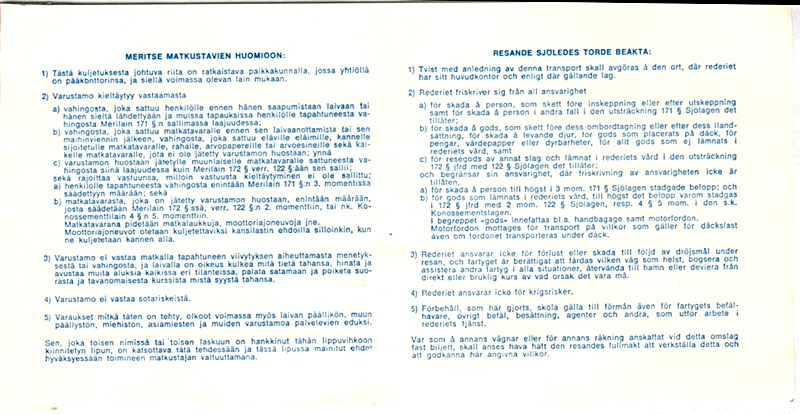 MERITSE MATKUSTAVIEN HUOMIOON:
1) Tästä kuljetuksesta johtuva riita on ratkaistava paikkakunnalla, jossa yhtiöllä
on pääkonttorinsa, ja siellä voimassa olevan lain mukaan.
2) Varustamo kieltäytyy vastaamasta
a) vahingosta, joka sattuu henkilölle ennen hänen saapumistaan laivaan tai
hänen sieltä lähdettyään ja muissa tapauksissa henkilölle tapahtuneesta va-
hingosta Merilain 171 §:n sallimassa laajuudessa;
b) vahingosta, joka sattuu matkatavaralle ennen sen laivaanottamista tai sen
maihinviennin jälkeen, vahingosta, joka sattuu eläville eläimille, kannelle
sijoitetulle matkatavaralle, rahalle, arvopapereille tai arvoesineille sekä kai-
kelle matkatavaralle, jota ei ole jätetty varustamon huostaan; ynnä
c) varustamon huostaan jätetylle muunlaiselle matkatavaralle sattuneesta va-
hingosta siinä laajuudessa kuin Merilain 172 § verr. 122 §:ään sen sallii;
sekä rajoittaa vastuunsa, milloin vastuusta kieltäytyminen ei ole sallittu;
a) henkilölle tapahtuneesta vahingosta enintään Merilain 171 §:n 3. momentissa
säädettyyn määrään; sekä
b) matkatavarasta, joka on jätetty varustamon huostaan, enintään määrään,
josta säädetään Merilain 172 §:ssä, verr. 122 §:n 2. momenttiin, tai nk. Ko-
nossementtilain 4 §:n 5. momenttiin.
Matkatavarana pidetään matkalaukkuja, moottoriajoneuvoja jne.
Moottoriajoneuvot otetaan kuljetettaviksi kansilastin ehdoilla silloinkin, kun
ne kuljetetaan kannen alla.
3) Varustamo ei vastaa matkalla tapahtuneen viivytyksen aiheuttamasta menetyk-
sestä tai vahingosta, ja laivalla on oikeus kulkea mitä tietä tahansa, hinata ja
avustaa muita aluksia kaikissa eri tilanteissa, palata satamaan ja poiketa suo-
rasta ja tavanomaisesta kurssista mistä syystä tahansa.
4) Varustamo ei vastaa sotariskeistä.
5) Varaukset mitkä täten on tehty, olkoot voimassa myös laivan päällikön, muun
päällystön, miehistön, asiamiesten ja muiden varustamoa palvelevien eduksi.
Sen, joka toisen nimissä tai toisen laskuun on hankkinut tähän lippuvihkoon
kiinnitetyn lipun, on katsottava tätä tehdessään ja tässä lipussa mainitut ehdot
hyväksyessään toimineen matkustajan valtuuttamana.
RESANDE SJÖLEDES TORDE BEAKTA:
1) Tvist med anledning av denna transport skall avgöras å den ort, där rederiet
har sitt huvudkontor och enligt där gällande lag.
2) Rederiet friskriver sig från all ansvarighet
a) för skada å person, som skett före inskeppning eller efter utskeppning
samt för skada å person i andra fall i den utsträckning 171 § Sjölagen det
tillåter;
b) för skada å gods, som skett före dess ombordtagning eller efter dess iland-
sättning, för skada å levande djur, för gods som placerats på däck, för
pengar, värdepapper eller dyrbarheter, för allt gods som ej lämnats i
rederiets vård, samt
c) för resegods av annat slag och lämnat i rederiets vård i den utsträckning
172 § jfrd med 122 § Sjölagen det tillåter;
och begränsar sin ansvarighet, där friskrivning av ansvarigheten icke är
tillåten,
a) för skada å person till högst i 3 mom. 171 § Sjölagen stadgade belopp; och
b) för gods som lämnats i rederiets vård, till högst det belopp varom stadgas
i 172 § jfrd med 2 mom. 122 § Sjölagen, resp. 4 § 5 mom. i den s.k.
Konossementslagen.
I begreppet «gods» innefattas bl.a. handbagage samt motorfordon.
Motorfordon mottages för transport på villkor som gäller för däckslast
även om fordonet transporteras under däck.
3) Rederiet ansvarar icke för förlust eller skada till följd av dröjsmål under
resan, och fartyget är berättigat att färdas vilken väg som helst, bogsera och
assistera andra fartyg i alla situationer, återvända till hamn eller deviera från
direkt eller bruklig kurs av vad orsak det vara må.
4) Rederiet ansvarar icke för krigsrisker.
5) Förbehåll, som här gjorts, skola gälla till förmån även för fartygets befäl-
havare, övrigt befäl, besättning, agenter och andra, som utför arbete i
rederiets tjänst.
Var som å annans vägnar eller för annans räkning anskaffat vid detta omslag
fäst biljett, skall anses hava haft den resandes fullmakt att verkställa detta och
att godkänna här angivna villkor.